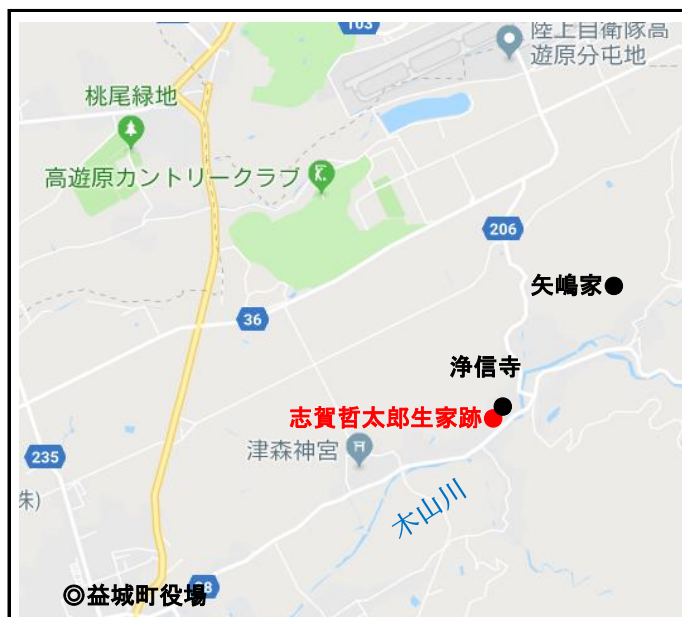 103
陸上自衛隊高
遊原分屯地
桃尾緑地
高遊原カントリークラブ
206
矢嶋家●
36
浄信寺
志賀哲太郎生家跡
津森神宮
235
株)
木山川
◎益城町役場